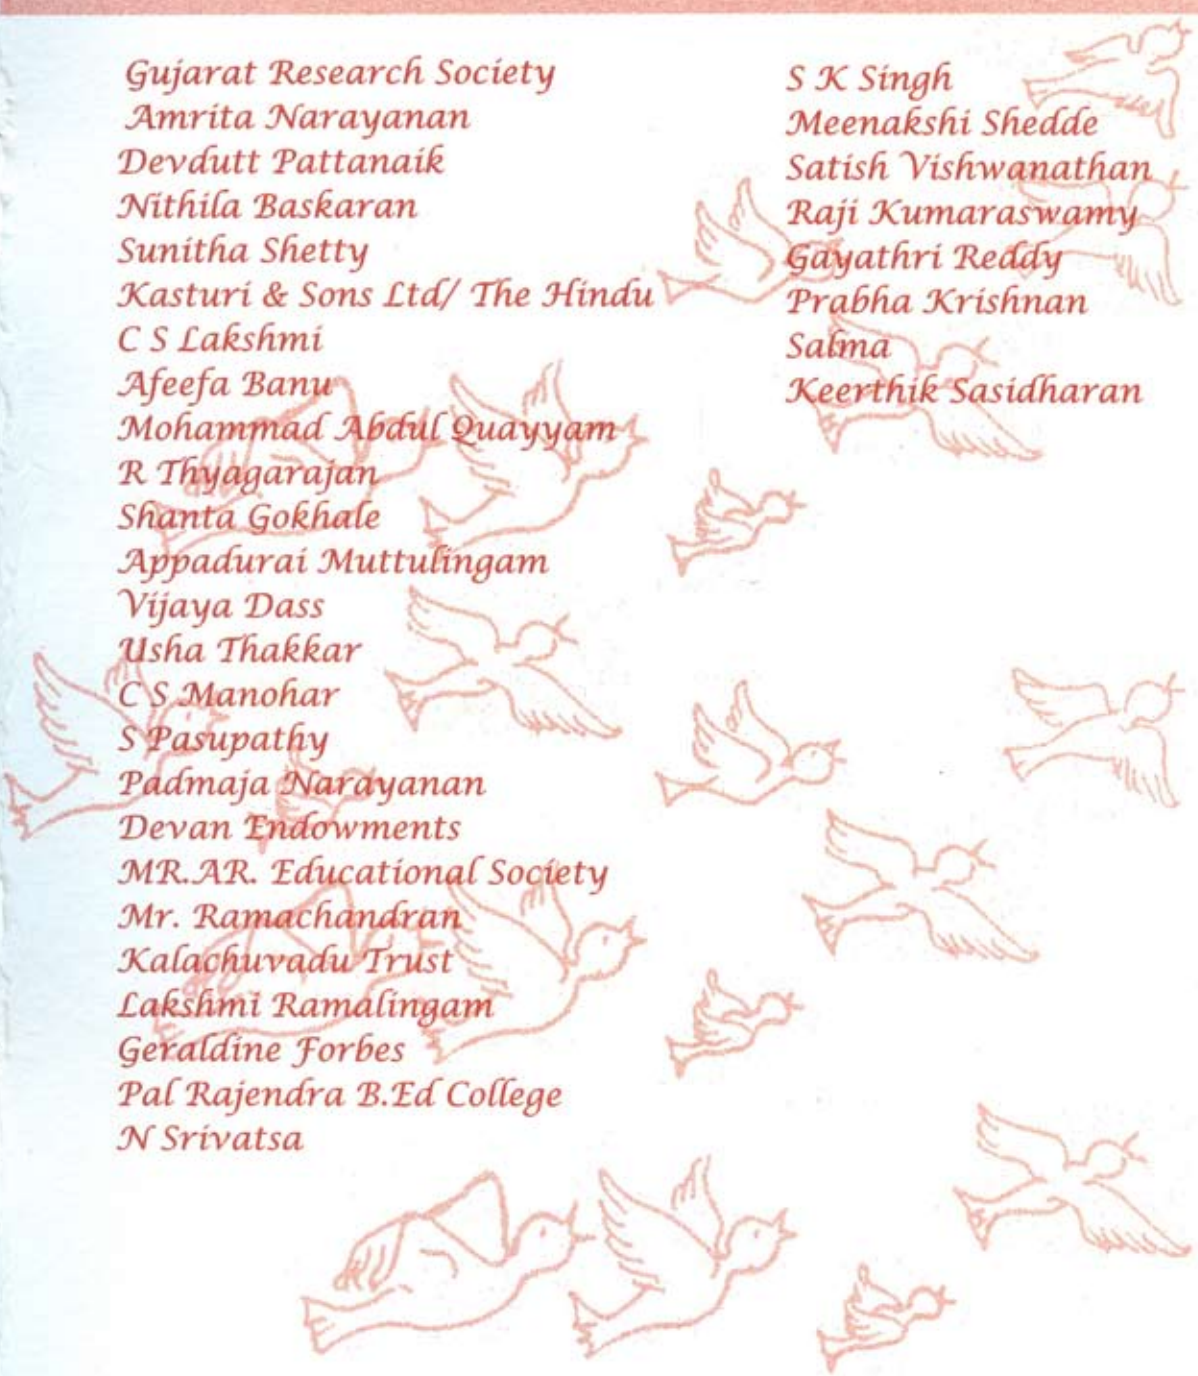 Gujarat Research Society
Amrita Narayanan
Devdutt Pattanaik
Nithila Baskaran
Sunitha Shetty
Kasturi & Sons Ltd/ The Hindu
C S Lakshmi
Afeefa Banu
Mohammad Abdul Quayyam
R Thyagarajan
Shanta Gokhale
Appadurai Muttulingam
Vijaya Dass
Usha Thakkar
C S Manohar
S Pasupathy
Padmaja Narayanan
Devan Endowments
MR.AR. Educational Society
Mr. Ramachandran
Kalachuvadu Trust
Lakshmi Ramalingam
Geraldine Forbes
Pal Rajendra B.Ed College
N Srivatsa
S K Singh
Meenakshi Shedde
Satish Vishwanathan
Raji Kumaraswamy
Gayathri Reddy
Prabha Krishnan
Salma
Keerthik Sasidharan